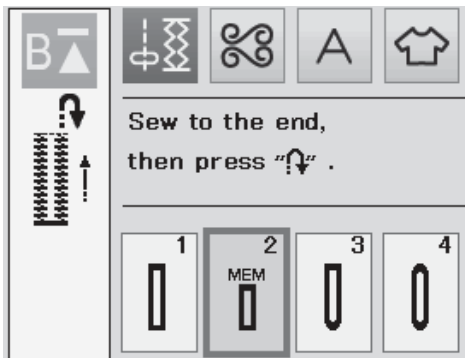 B
A
Sew to the end,
then press "↷" .
1
2
3
4
MEM